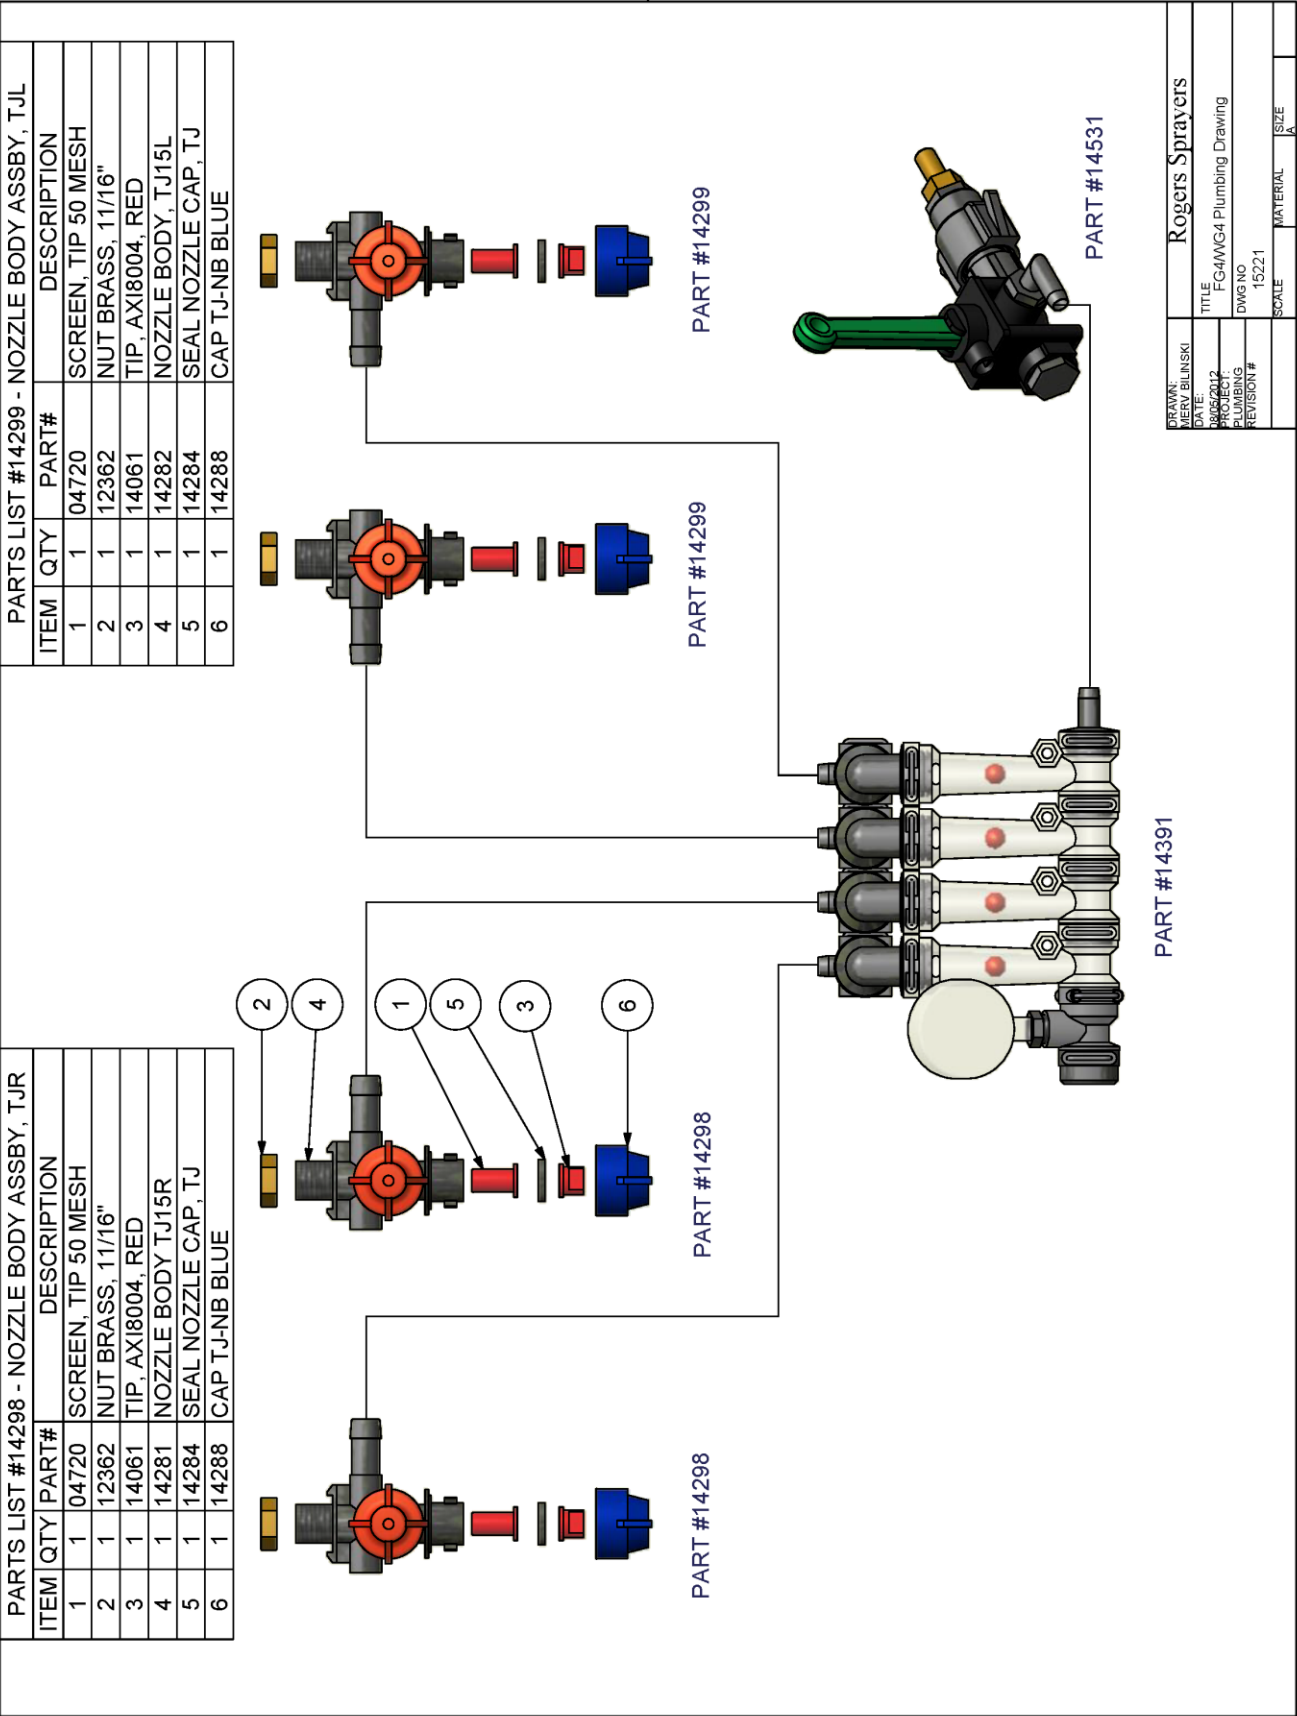 PARTS LIST #14298 - NOZZLE BODY ASSBY, TJR
ITEM QTY PART# DESCRIPTION
1 1 04720 SCREEN, TIP 50 MESH
2 1 12362 NUT BRASS, 11/16"
3 1 14061 TIP, AXI8004, RED
4 1 14281 NOZZLE BODY TJ15R
5 1 14284 SEAL NOZZLE CAP, TJ
6 1 14288 CAP TJ-NB BLUE
PARTS LIST #14299 - NOZZLE BODY ASSBY, TJL
ITEM QTY PART# DESCRIPTION
1 1 04720 SCREEN, TIP 50 MESH
2 1 12362 NUT BRASS, 11/16"
3 1 14061 TIP, AXI8004, RED
4 1 14282 NOZZLE BODY, TJ15L
5 1 14284 SEAL NOZZLE CAP, TJ
6 1 14288 CAP TJ-NB BLUE
2
4
1
5
3
6
PART #14298
PART #14298
PART #14299
PART #14299
PART #14391
PART #14531
DRAWN:
MERV BILINSKI
DATE:
08/05/2012
PROJECT:
PLUMBING
REVISION #
Rogers Sprayers
TITLE
FG4/WG4 Plumbing Drawing
DWG NO
15221
SCALE
MATERIAL
SIZE
A